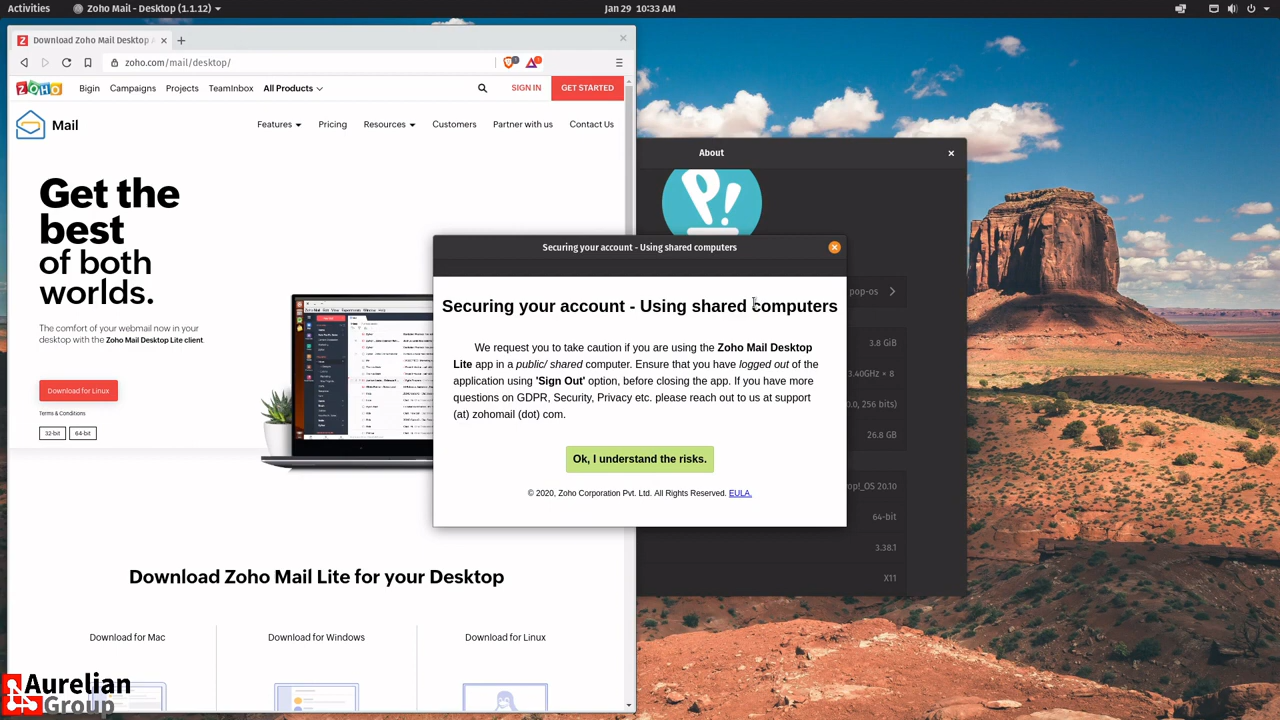 Activities
Zoho Mail - Desktop (1.1.12)
Jan 29 10:33 AM
Download Zoho Mail Desktop
zoho.com/mail/desktop/
ZOHO
Bigin Campaigns Projects TeamInbox All Products
SIGN IN
GET STARTED
Mail
Features Pricing Resources Customers Partner with us Contact Us
Get the
best
of both
worlds.
The comfort of your webmail now in your
desktop with the Zoho Mail Desktop Lite client.
Download for Linux
Terms & Conditions
32-bit 64-bit
Download Zoho Mail Lite for your Desktop
Download for Mac
Download for Windows
Download for Linux
About
P!
pop-os
3.8 GiB
3.40GHz × 8
0.0, 256 bits)
26.8 GB
op!_OS 20.10
64-bit
3.38.1
X11
Securing your account - Using shared computers
Securing your account - Using shared computers
We request you to take caution if you are using the Zoho Mail Desktop
Lite app in a public/ shared computer. Ensure that you have logged out of the
application using 'Sign Out' option, before closing the app. If you have more
questions on GDPR, Security, Privacy etc. please reach out to us at support
(at) zohomail (dot) com.
Ok, I understand the risks.
© 2020, Zoho Corporation Pvt. Ltd. All Rights Reserved. EULA.
Aurelian
Group